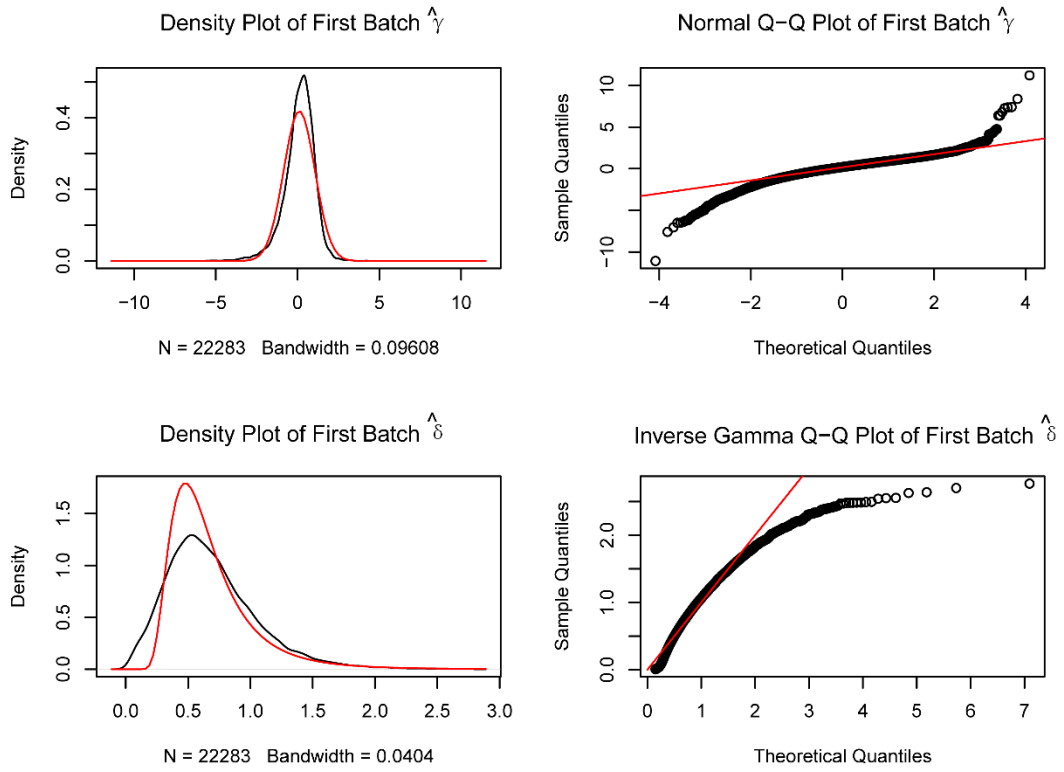 Density Plot of First Batch γ̂
Density
0.0 0.2 0.4
−10 −5 0 5 10
N = 22283 Bandwidth = 0.09608
Normal Q−Q Plot of First Batch γ̂
Sample Quantiles
−10 0 5 10
−4 −2 0 2 4
Theoretical Quantiles
Density Plot of First Batch δ̂
Density
0.0 0.5 1.0 1.5
0.0 0.5 1.0 1.5 2.0 2.5 3.0
N = 22283 Bandwidth = 0.0404
Inverse Gamma Q−Q Plot of First Batch δ̂
Sample Quantiles
0.0 1.0 2.0
0 1 2 3 4 5 6 7
Theoretical Quantiles